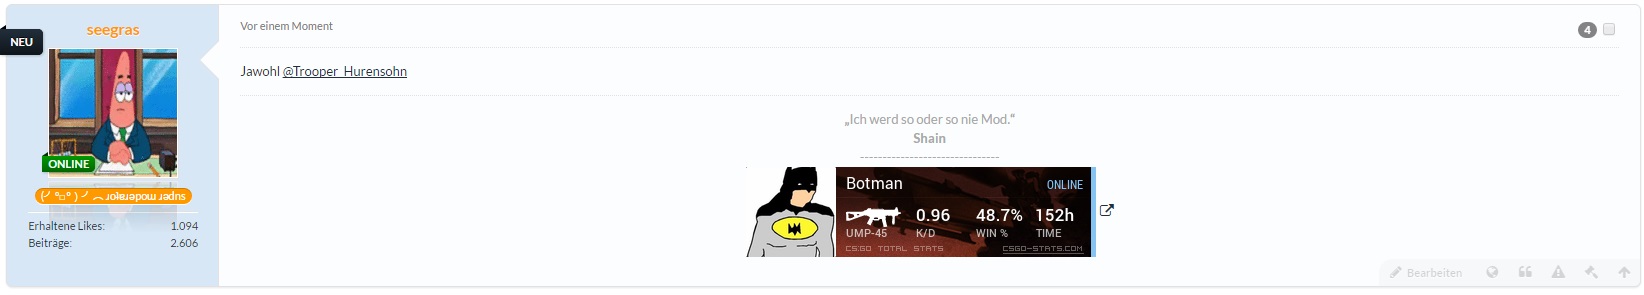 seegras
NEU
ONLINE
(╯°□°)╯︵ɹoʇɐɹǝpoɯ ɹǝdns
Erhaltene Likes: 1.094
Beiträge: 2.606
Vor einem Moment
4
Jawohl @Trooper_Hurensohn
„Ich werd so oder so nie Mod.“
Shain
-------------------------------
Botman ONLINE
0.96 48.7% 152h
UMP-45 K/D WIN % TIME
CS:GO TOTAL STATS CSGO-STATS.COM
Bearbeiten